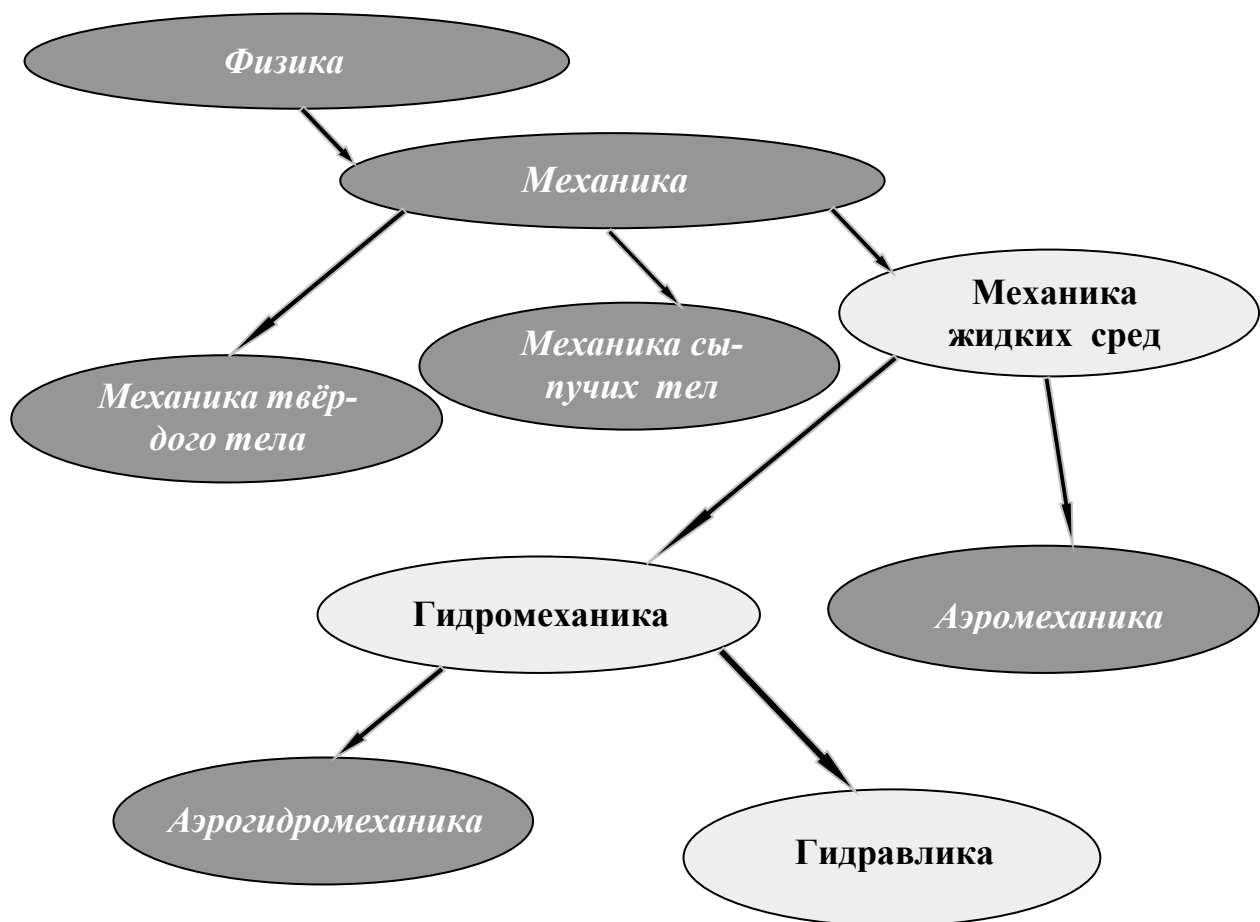 Физика
Механика
Механика
жидких сред
Механика сы-
пучих тел
Механика твёр-
дого тела
Гидромеханика
Аэромеханика
Аэрогидромеханика
Гидравлика